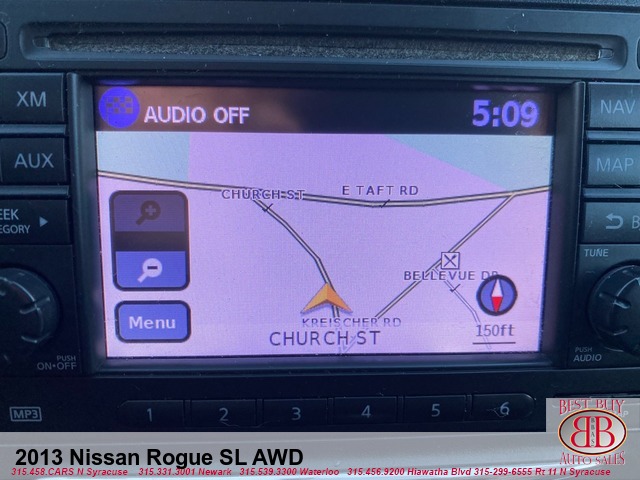 XM
AUX
EEK
EGORY
PUSH
ON•OFF
MP3
AUDIO OFF
5:09
CHURCH ST
E TAFT RD
BELLEVUE DR
KREISCHER RD
CHURCH ST
150ft
Menu
NAV
MAP
B
TUNE
PUSH
AUDIO
1 2 3 4 5 6
BEST BUY
B B
AUTO SALES
2013 Nissan Rogue SL AWD
315.458.CARS N Syracuse 315.331.3001 Newark 315.539.3300 Waterloo 315.456.9200 Hiawatha Blvd 315-299-6555 Rt 11 N Syracuse